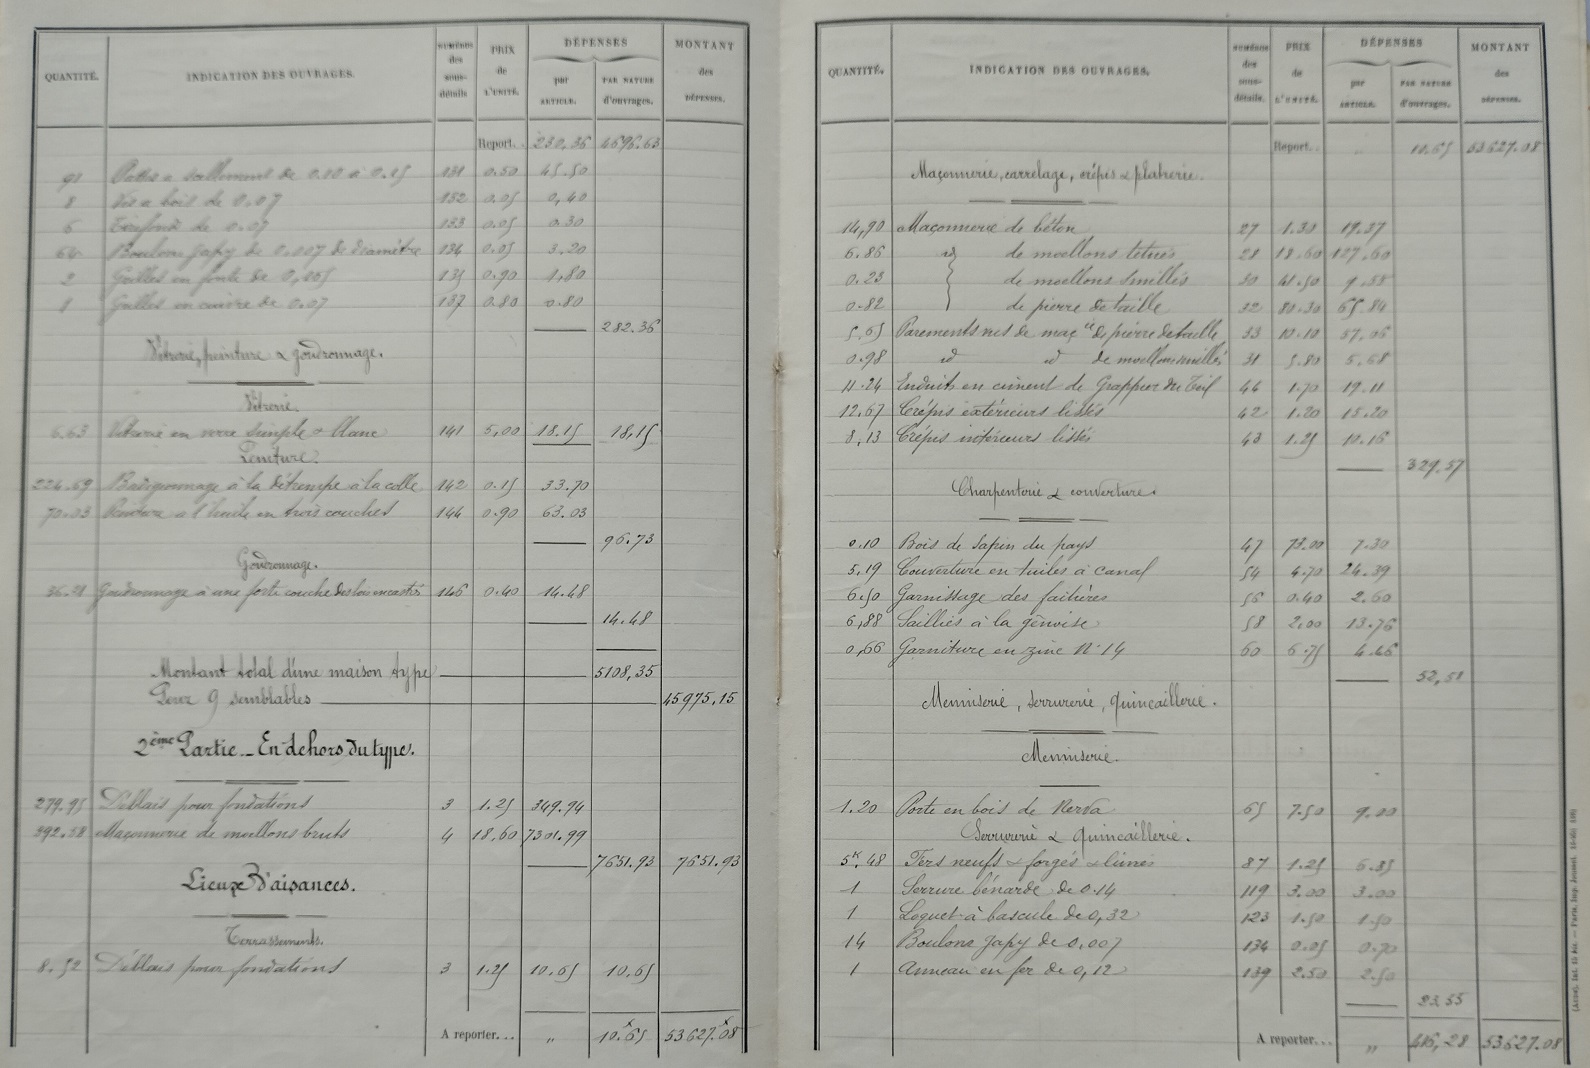 QUANTITÉ. INDICATION DES OUVRAGES. NUMÉROS des sous-détails PRIX de L'UNITÉ. DÉPENSES par ARTICLE. PAR NATURE d'ouvrages. MONTANT des DÉPENSES.
Report. 230.36 4696.63
91 Pattes a scellement de 0.10 a 0.15 131 0.50 45.50
8 Vis a bois de 0.07 132 0.05 0,40
6 Tirefond de 0.07 133 0.05 0.30
64 Boulons Japy de 0.007 de diamètre 134 0.05 3.20
2 Grilles en fonte de 0,165 135 0.90 1.80
1 Grilles en cuivre de 0.07 137 0.80 0.80
282.36
Vitrerie, peinture & goudronnage.
Vitrerie.
6.63 Vitrerie en verre simple & blanc 141 5,00 18.15 18,15
Peinture.
224.69 Badigeonnage à la détrempe à la colle 142 0.15 33.70
70.03 Peinture a l'huile en trois couches 144 0.90 63.03
96.73
Goudronnage.
36.21 Goudronnage à une forte couche des bois encastrés 146 0.40 14.48
14.48
Montant total d'une maison type 5108,35
Pour 9 semblables 45975,15
2ème Partie _ En dehors du type.
279.95 Déblais pour fondations 3 1.25 349.94
392.58 Maçonnerie de moellons bruts 4 18,60 7301.99
7651.93 7651.93
Lieux d'aisances.
Terrassements.
8.52 Déblais pour fondations 3 1.25 10.65 10.65
A reporter... " 10.65 53627.08
QUANTITÉ. INDICATION DES OUVRAGES. NUMÉROS des sous-détails. PRIX de L'UNITÉ. DÉPENSES par ARTICLE. PAR NATURE d'ouvrages. MONTANT des DÉPENSES.
Report. " 10.65 53627.08
Maçonnerie, carrelage, crépis & platrerie.
14,90 Maçonnerie de béton 27 1.30 19.37
6.86 id de moellons têtués 28 18.60 127.60
0.23 de moellons smillés 30 41.50 9.55
0.82 de pierre de taille 32 80.30 65.84
5,65 Parements nus de maç ie de pierre de taille 33 10.10 57.06
0.98 id id de moellons smillés 31 5.80 5.68
11.24 Enduits en ciment de Grappier du Teil 44 1.70 19.11
12.67 Crépis extérieurs lissés 42 1.20 15.20
8,13 Crépis intérieurs lissés 43 1.25 10.16
329.57
Charpenterie & couverture.
0.10 Bois de sapin du pays 47 73.00 7.30
5,19 Couverture en tuiles à canal 54 4.70 24.39
6.50 Garnissage des faitières 56 0.40 2.60
6,88 Saillies à la génoise 58 2.00 13.76
0,66 Garniture en zinc N° 14 60 6.75 4.46
52,51
Menuiserie, serrurerie, quincaillerie.
Menuiserie.
1.20 Porte en bois de Nerva 65 7.50 9.00
Serrurerie & quincaillerie.
5K.48 Fers neufs & forgés & limés 87 1.25 6.85
1 Serrure bénarde de 0.14 119 3.00 3.00
1 Loquet à bascule de 0,32 123 1.50 1.50
14 Boulons Japy de 0.007 134 0.05 0.70
1 Anneau en fer de 0,12 139 2.50 2.50
23.55
A reporter... " 416,28 53627.08